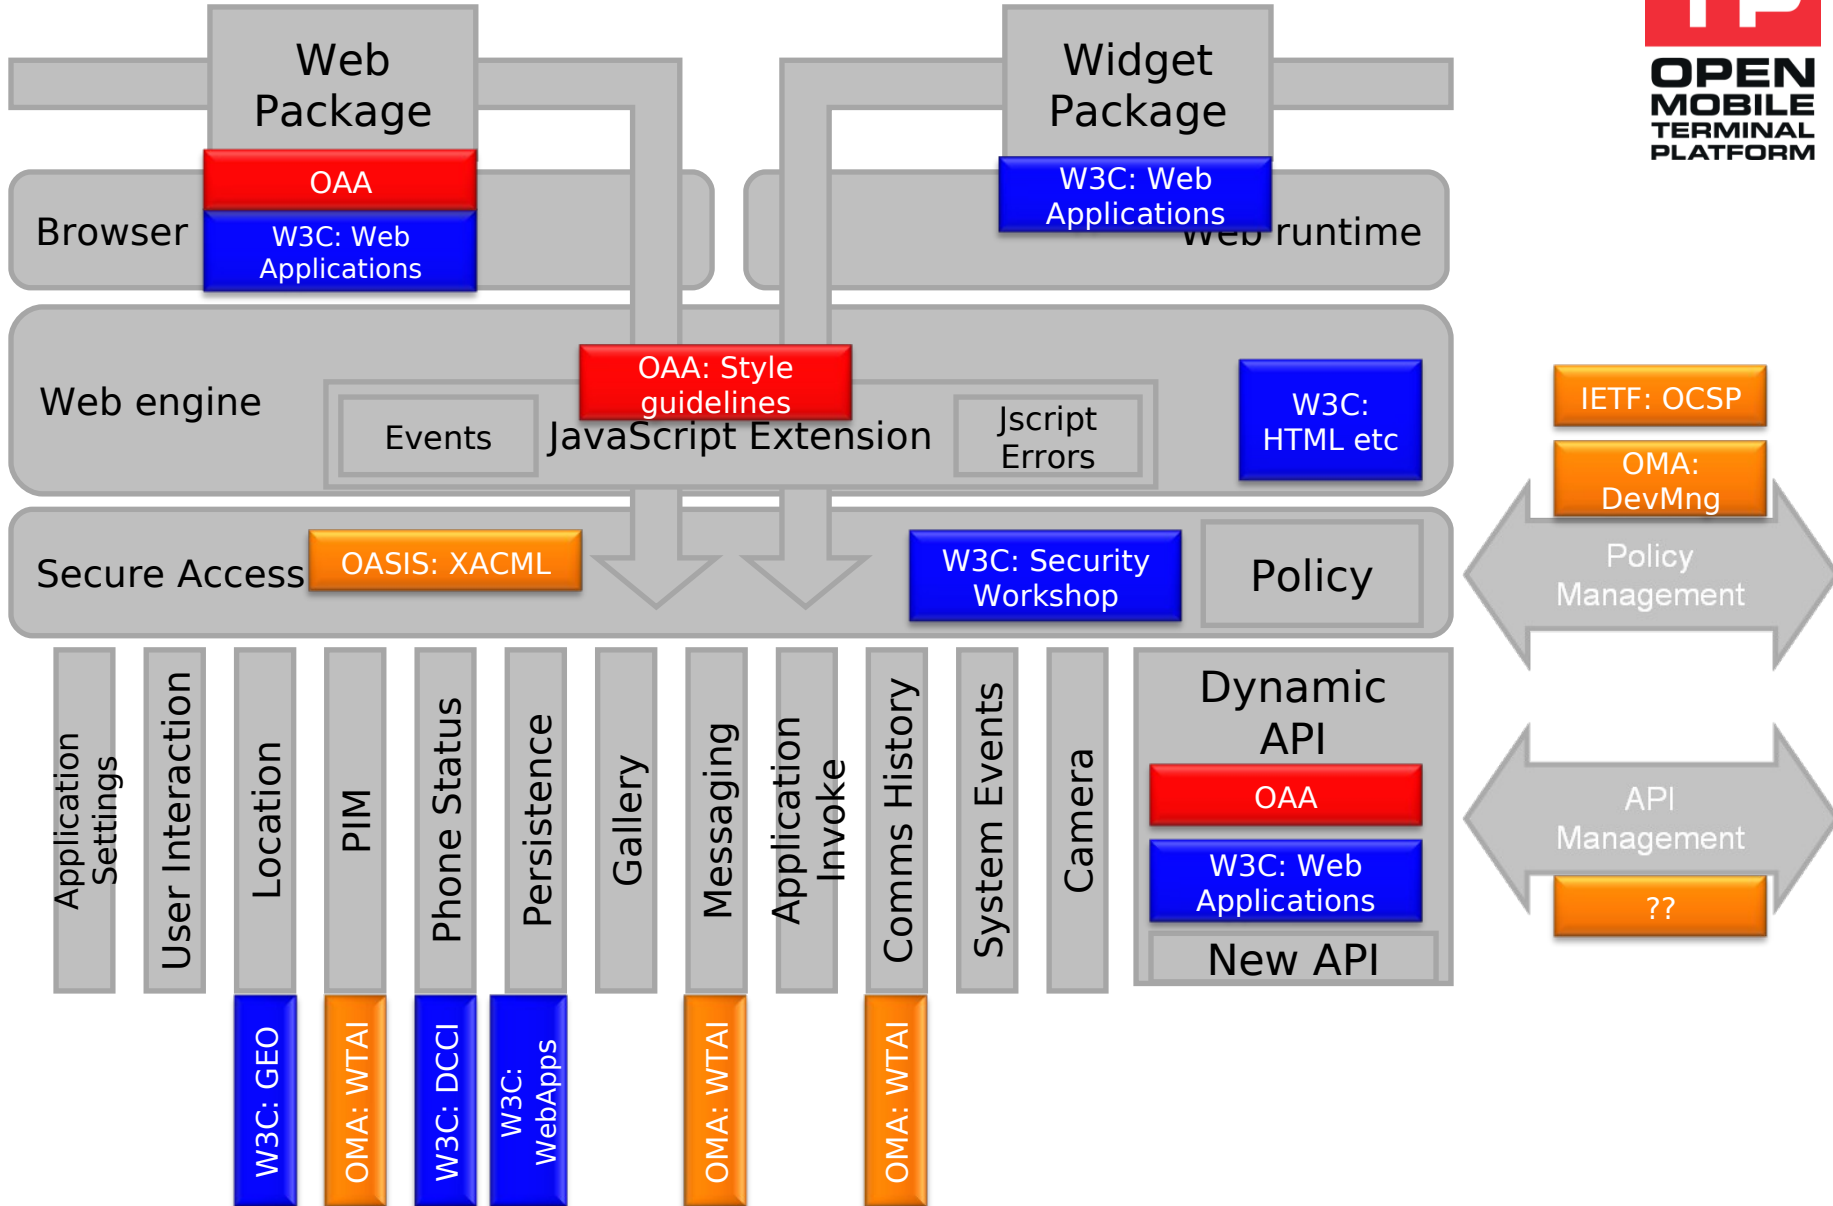 Web
Package
Widget
Package
OPEN
MOBILE
TERMINAL
PLATFORM
OAA
W3C: Web
Applications
Browser
W3C: Web
Applications
Web runtime
OAA: Style
guidelines
Web engine
Events
JavaScript Extension
Jscript
Errors
W3C:
HTML etc
IETF: OCSP
OMA:
DevMng
Secure Access
OASIS: XACML
W3C: Security
Workshop
Policy
Policy
Management
Application
Settings
User Interaction
Location
PIM
Phone Status
Persistence
Gallery
Messaging
Application
Invoke
Comms History
System Events
Camera
Dynamic
API
OAA
W3C: Web
Applications
New API
API
Management
??
W3C: GEO
OMA: WTAI
W3C: DCCI
W3C:
WebApps
OMA: WTAI
OMA: WTAI